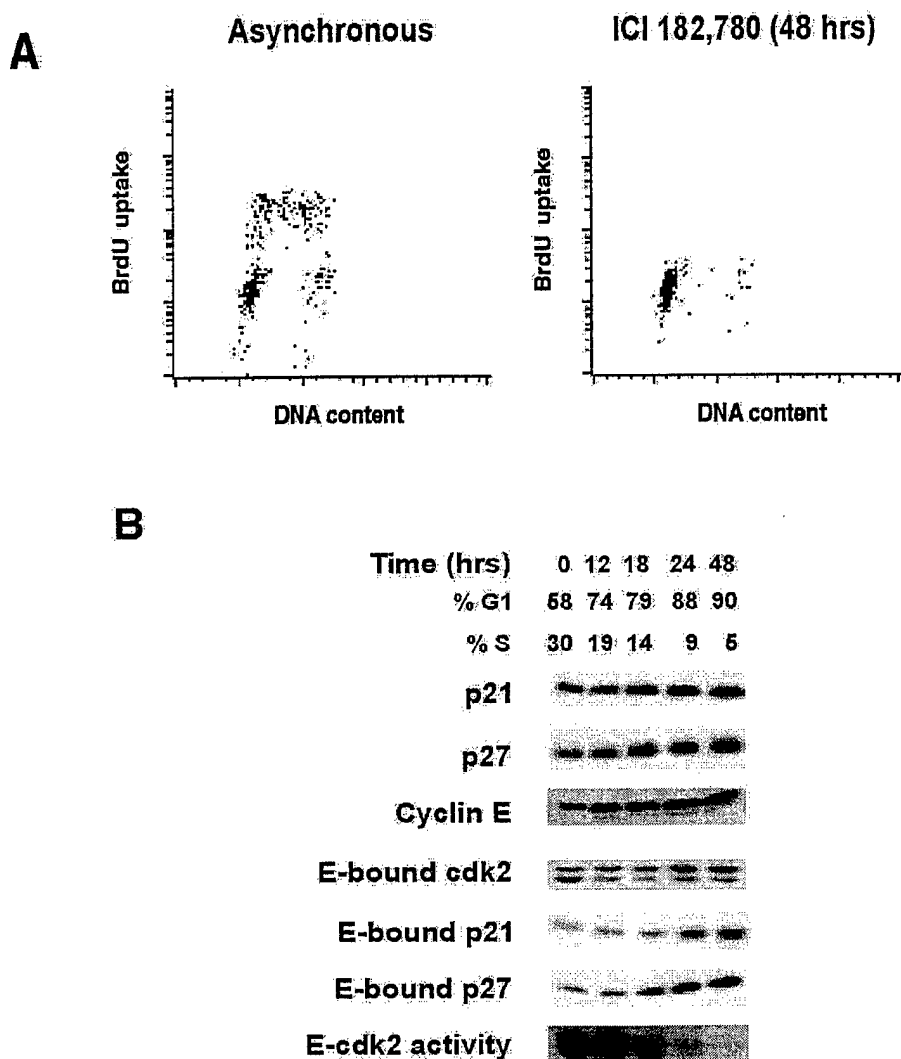 A
Asynchronous
ICI 182,780 (48 hrs)
BrdU uptake
DNA content
BrdU uptake
DNA content
B
Time (hrs) 0 12 18 24 48
% G1 58 74 79 88 90
% S 30 19 14 9 5
p21
p27
Cyclin E
E-bound cdk2
E-bound p21
E-bound p27
E-cdk2 activity